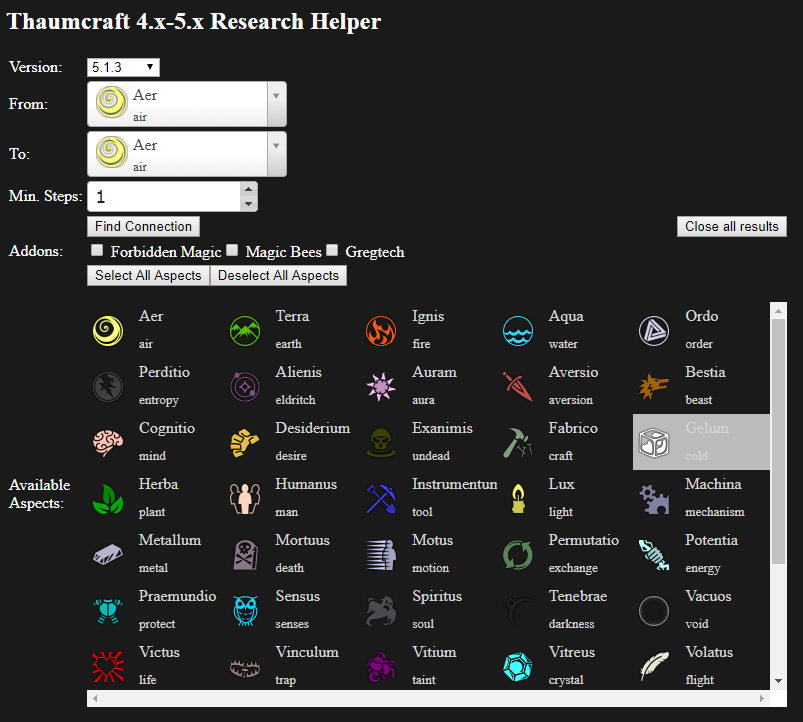 Thaumcraft 4.x-5.x Research Helper
Version: 5.1.3
From: Aer
air
To: Aer
air
Min. Steps: 1
Find Connection Close all results
Addons: Forbidden Magic Magic Bees Gregtech
Select All Aspects Deselect All Aspects
Available Aspects:
Aer Terra Ignis Aqua Ordo
air earth fire water order
Perditio Alienis Auram Aversio Bestia
entropy eldritch aura aversion beast
Cognitio Desiderium Exanimis Fabrico Gelum
mind desire undead craft cold
Herba Humanus Instrumentun Lux Machina
plant man tool light mechanism
Metallum Mortuus Motus Permutatio Potentia
metal death motion exchange energy
Praemundio Sensus Spiritus Tenebrae Vacuos
protect senses soul darkness void
Victus Vinculum Vitium Vitreus Volatus
life trap taint crystal flight